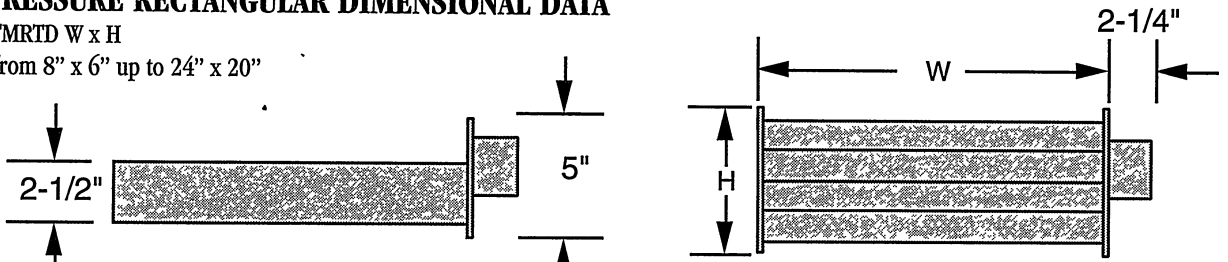 RESSURE RECTANGULAR DIMENSIONAL DATA
MRTD W x H
rom 8” x 6” up to 24” x 20”
2-1/4"
W
2-1/2"
5"
H